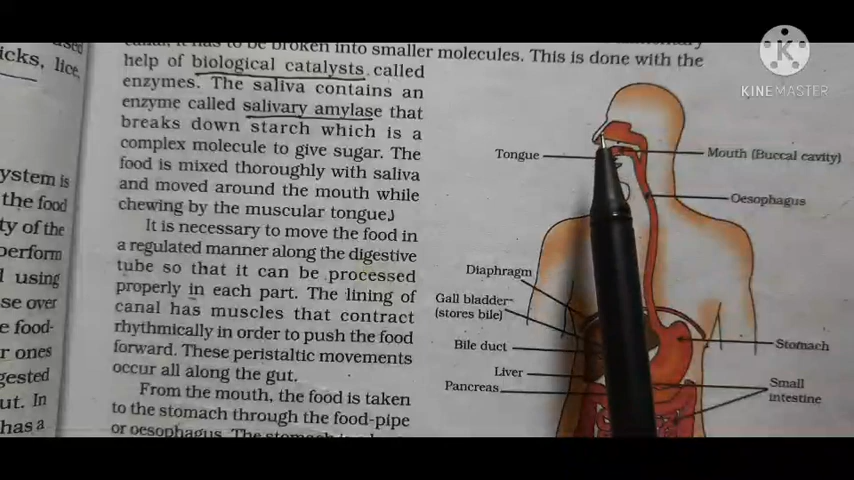 icks, lice,
ystem is
the food
ty of the
perform
l using
se over
e food-
r ones
gested
ut. In
has a
it has to be broken into smaller molecules. This is done with the
help of biological catalysts called
enzymes. The saliva contains an
enzyme called salivary amylase that
breaks down starch which is a
complex molecule to give sugar. The
food is mixed thoroughly with saliva
and moved around the mouth while
chewing by the muscular tongue.
It is necessary to move the food in
a regulated manner along the digestive
tube so that it can be processed
properly in each part. The lining of
canal has muscles that contract
rhythmically in order to push the food
forward. These peristaltic movements
occur all along the gut.
From the mouth, the food is taken
to the stomach through the food-pipe
or oesophagus. The
Tongue
Mouth (Buccal cavity)
Oesophagus
Diaphragm
Gall bladder
(stores bile)
Bile duct
Liver
Pancreas
Stomach
Small
intestine
K
KINEMASTER